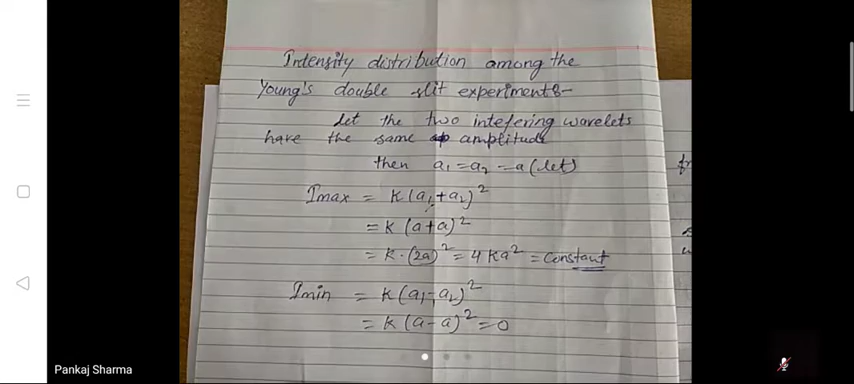 Intensity distribution among the
Young's double slit experiments-
Let the two intefering wavelets
have the same amplitude
then a₁ = a₂ = a (let)
Imax = K(a₁+a₂)²
= K (a+a)²
= K·(2a)² = 4Ka² = constant
Imin = K(a₁-a₂)²
= K(a-a)² = 0
Pankaj Sharma